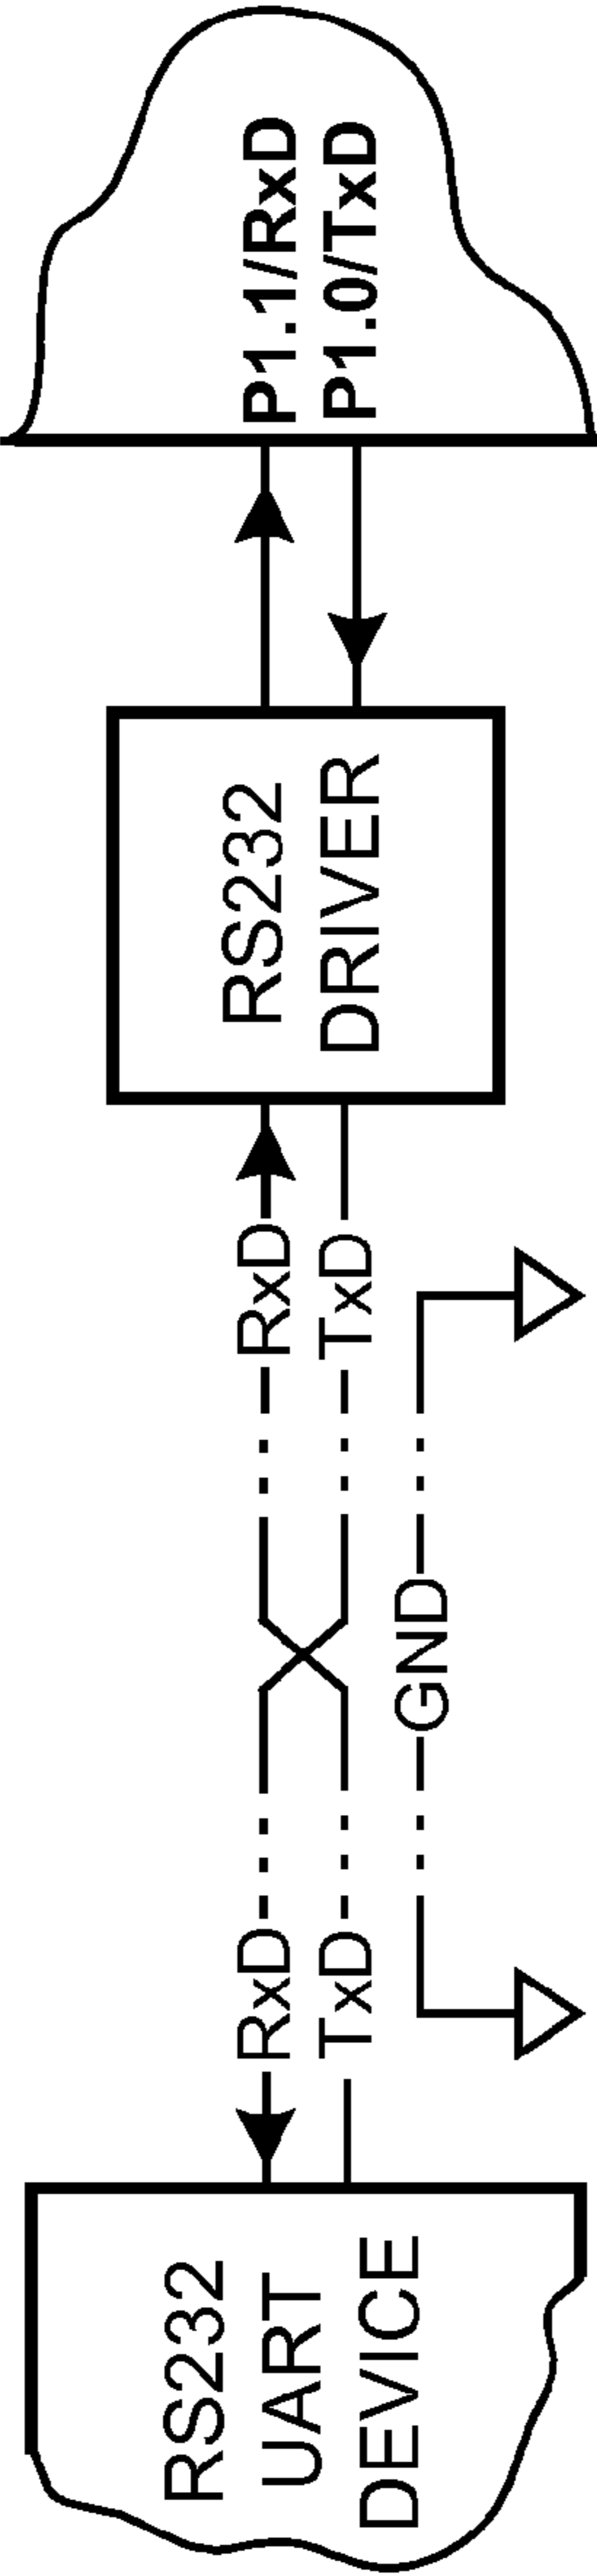 RS232
UART
DEVICE
RxD
TxD
GND
RxD
TxD
RS232
DRIVER
P1.1/RxD
P1.0/TxD